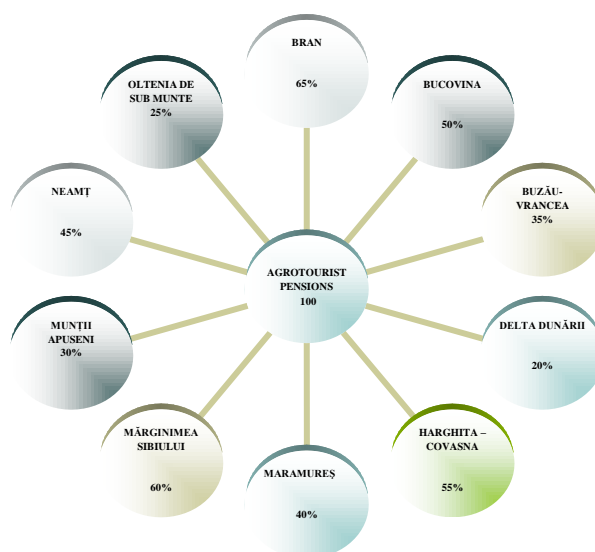 BRAN
65%
OLTENIA DE
SUB MUNTE
25%
BUCOVINA
50%
NEAMȚ
45%
BUZĂU-
VRANCEA
35%
AGROTOURIST
PENSIONS
100
MUNȚII
APUSENI
30%
DELTA DUNĂRII
20%
MĂRGINIMEA
SIBIULUI
60%
HARGHITA –
COVASNA
55%
MARAMUREȘ
40%